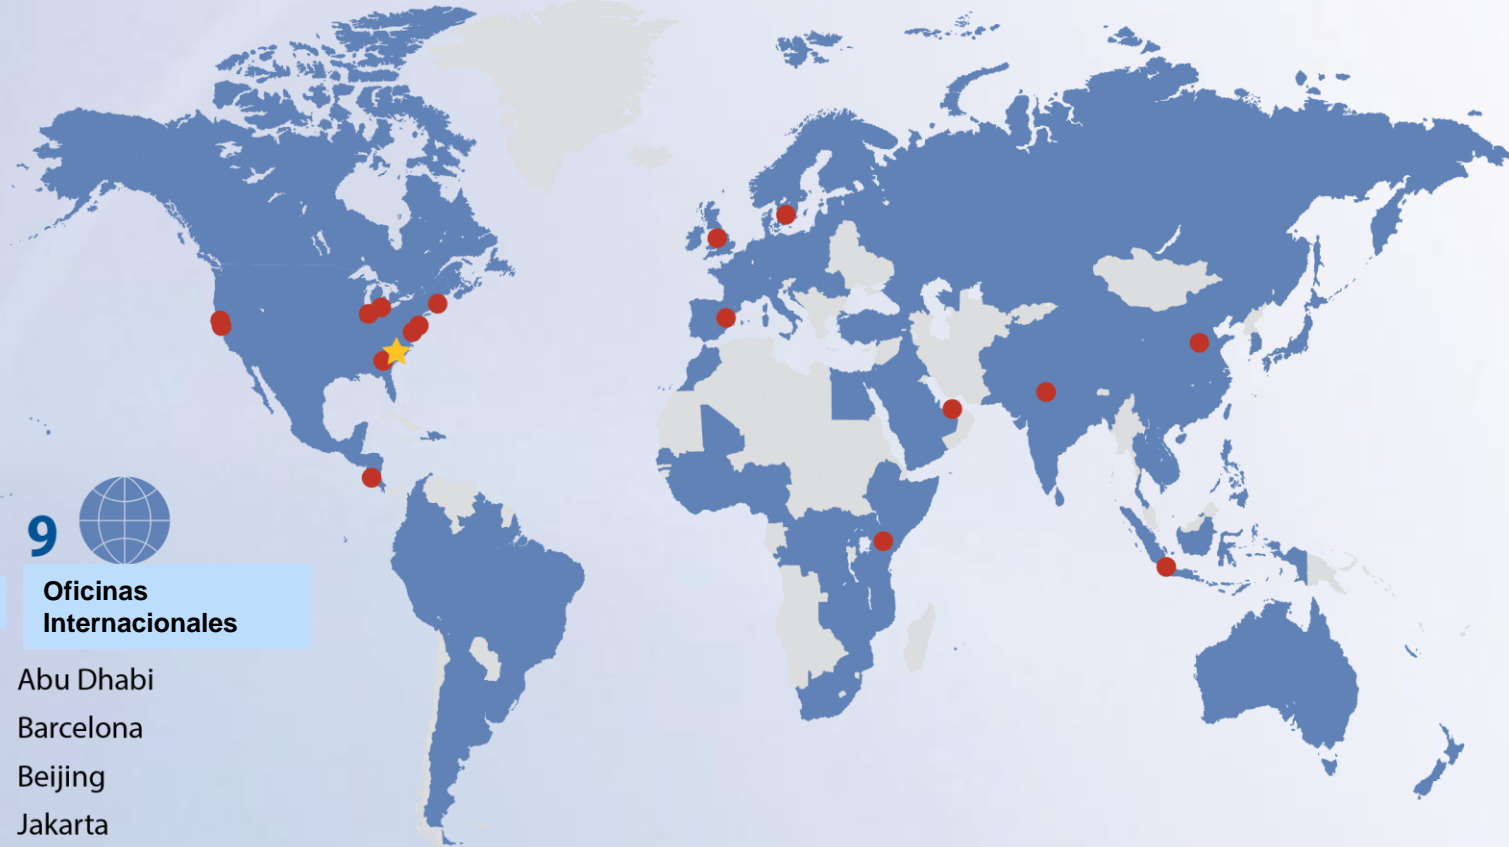 9
Oficinas
Internacionales
Abu Dhabi
Barcelona
Beijing
Jakarta